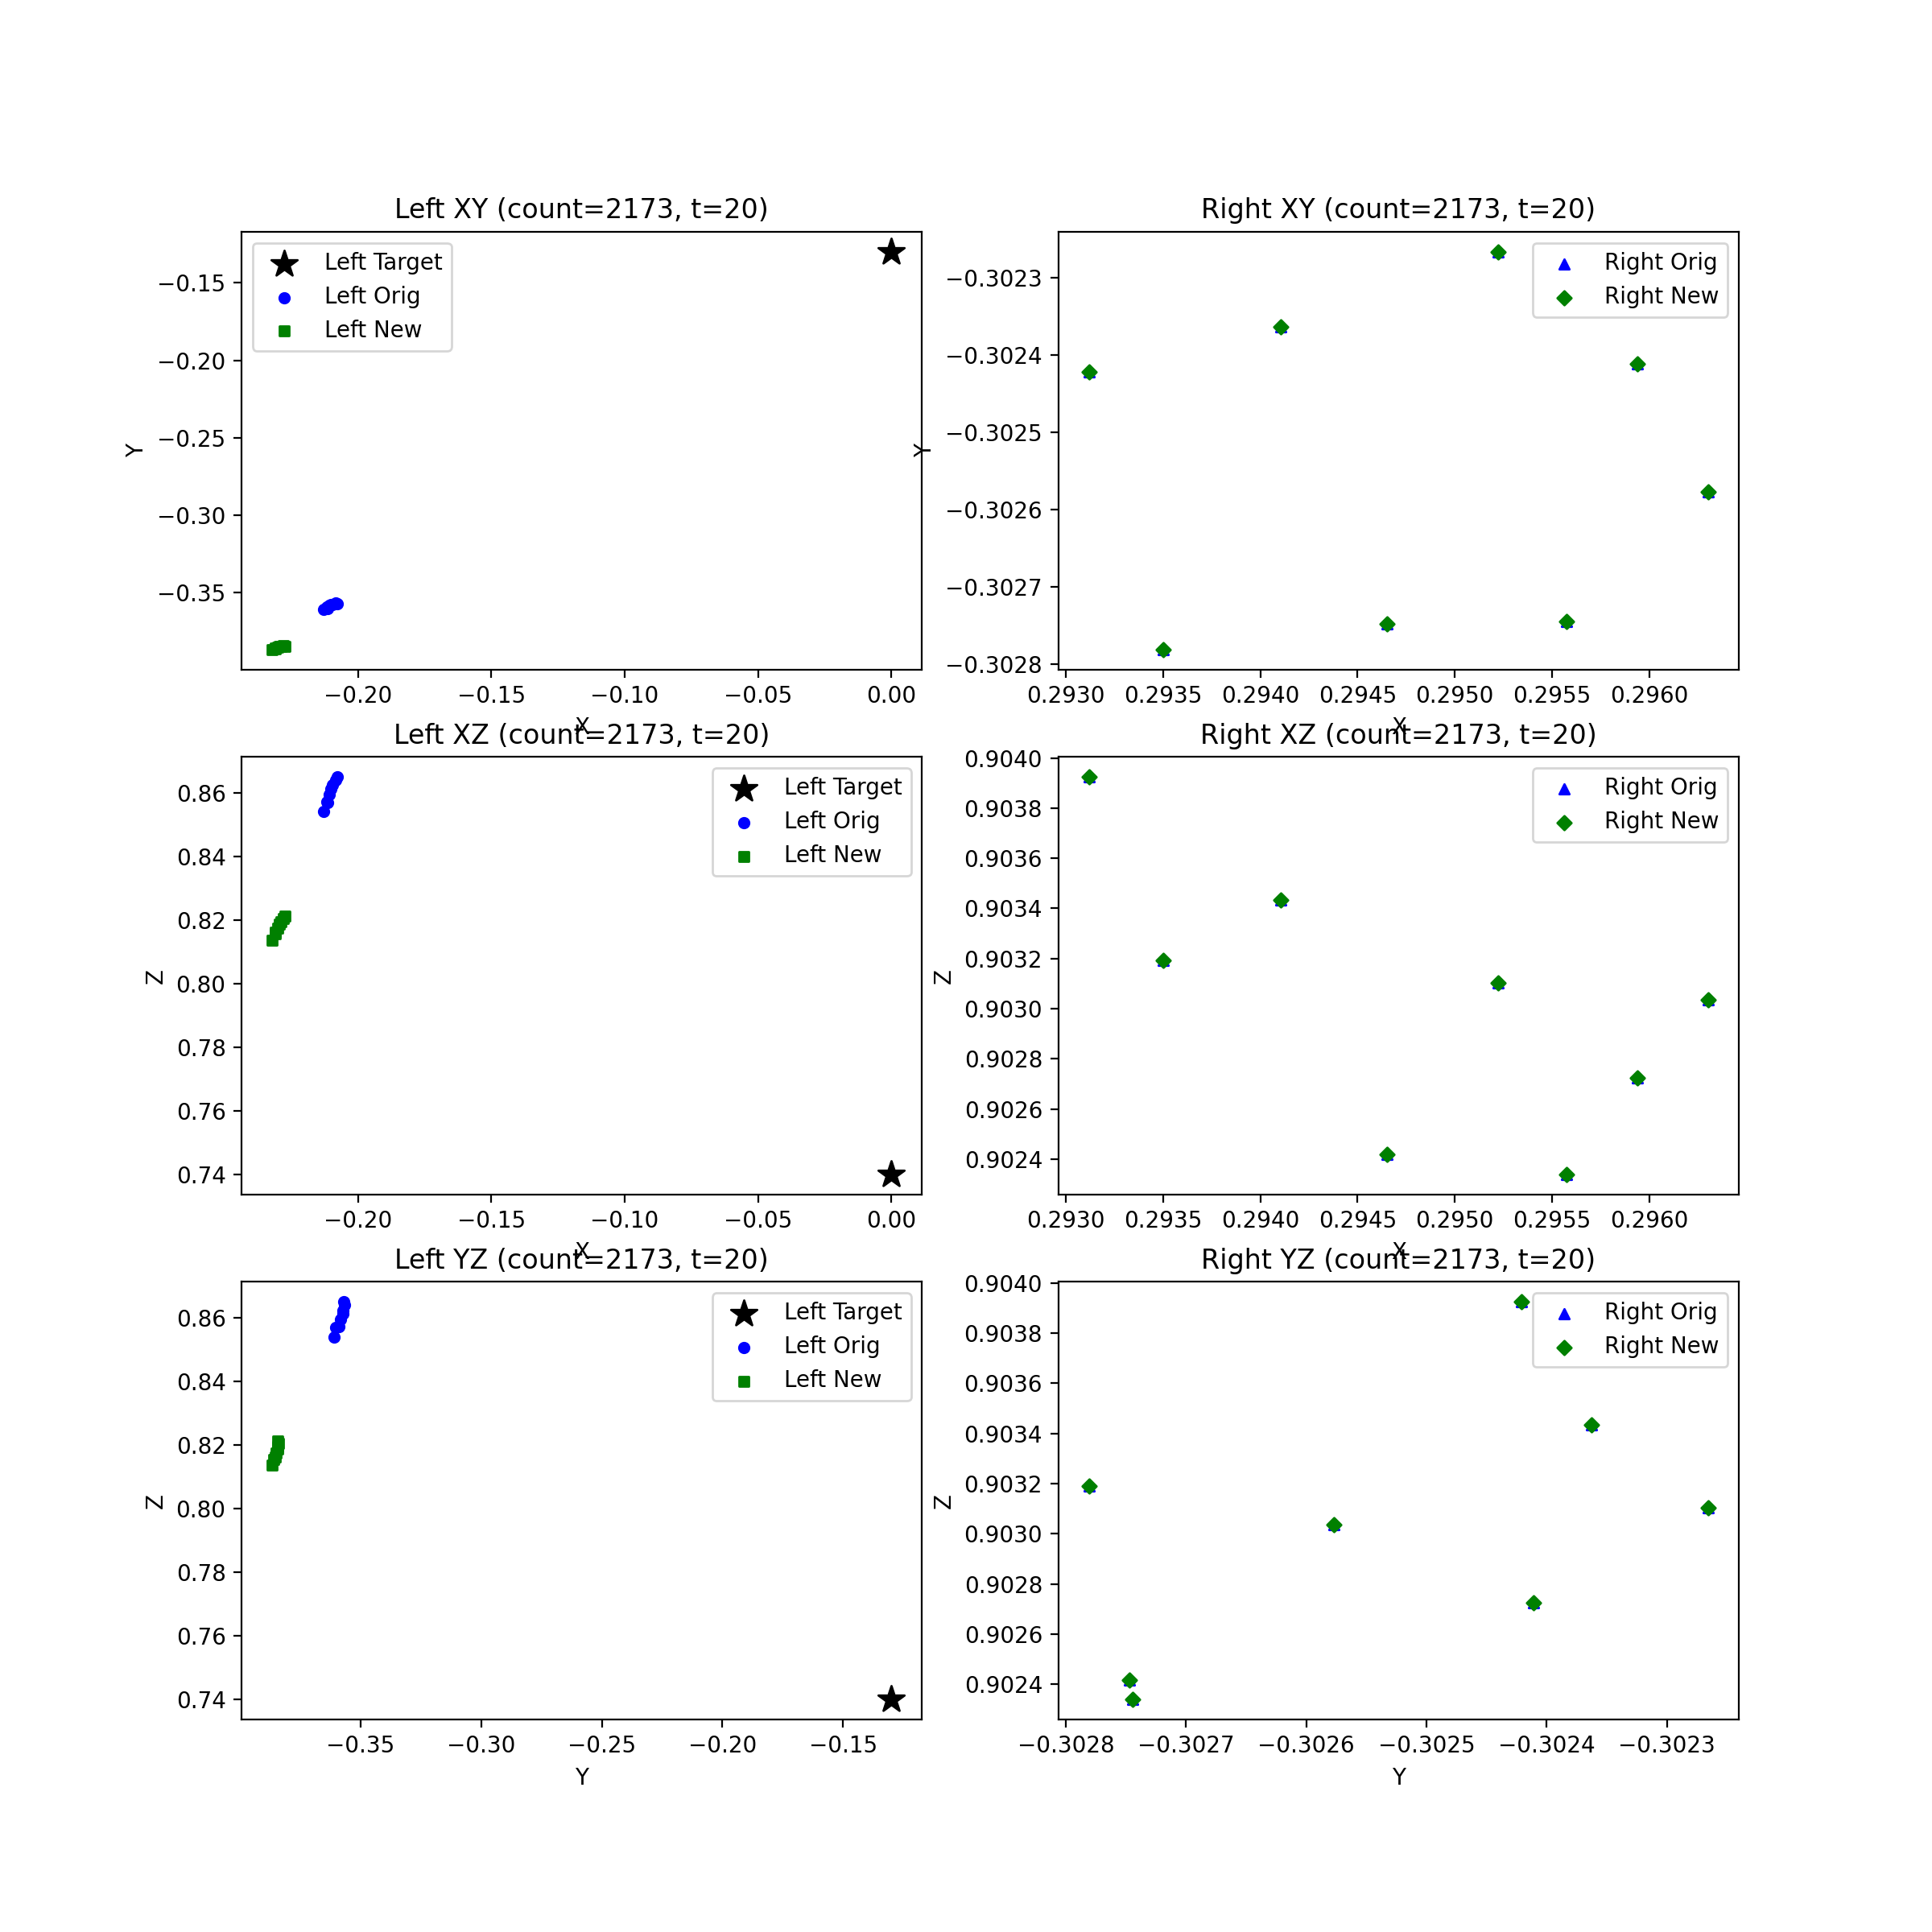 Left XY (count=2173, t=20)
Left Target
Left Orig
Left New
−0.15
−0.20
−0.25
−0.30
−0.35
Y
−0.20
−0.15
−0.10
−0.05
0.00
X
Right XY (count=2173, t=20)
Right Orig
Right New
−0.3023
−0.3024
−0.3025
−0.3026
−0.3027
−0.3028
Y
0.2930
0.2935
0.2940
0.2945
0.2950
0.2955
0.2960
X
Left XZ (count=2173, t=20)
Left Target
Left Orig
Left New
0.86
0.84
0.82
0.80
0.78
0.76
0.74
Z
−0.20
−0.15
−0.10
−0.05
0.00
X
Right XZ (count=2173, t=20)
Right Orig
Right New
0.9040
0.9038
0.9036
0.9034
0.9032
0.9030
0.9028
0.9026
0.9024
Z
0.2930
0.2935
0.2940
0.2945
0.2950
0.2955
0.2960
X
Left YZ (count=2173, t=20)
Left Target
Left Orig
Left New
0.86
0.84
0.82
0.80
0.78
0.76
0.74
Z
−0.35
−0.30
−0.25
−0.20
−0.15
Y
Right YZ (count=2173, t=20)
Right Orig
Right New
0.9040
0.9038
0.9036
0.9034
0.9032
0.9030
0.9028
0.9026
0.9024
Z
−0.3028
−0.3027
−0.3026
−0.3025
−0.3024
−0.3023
Y